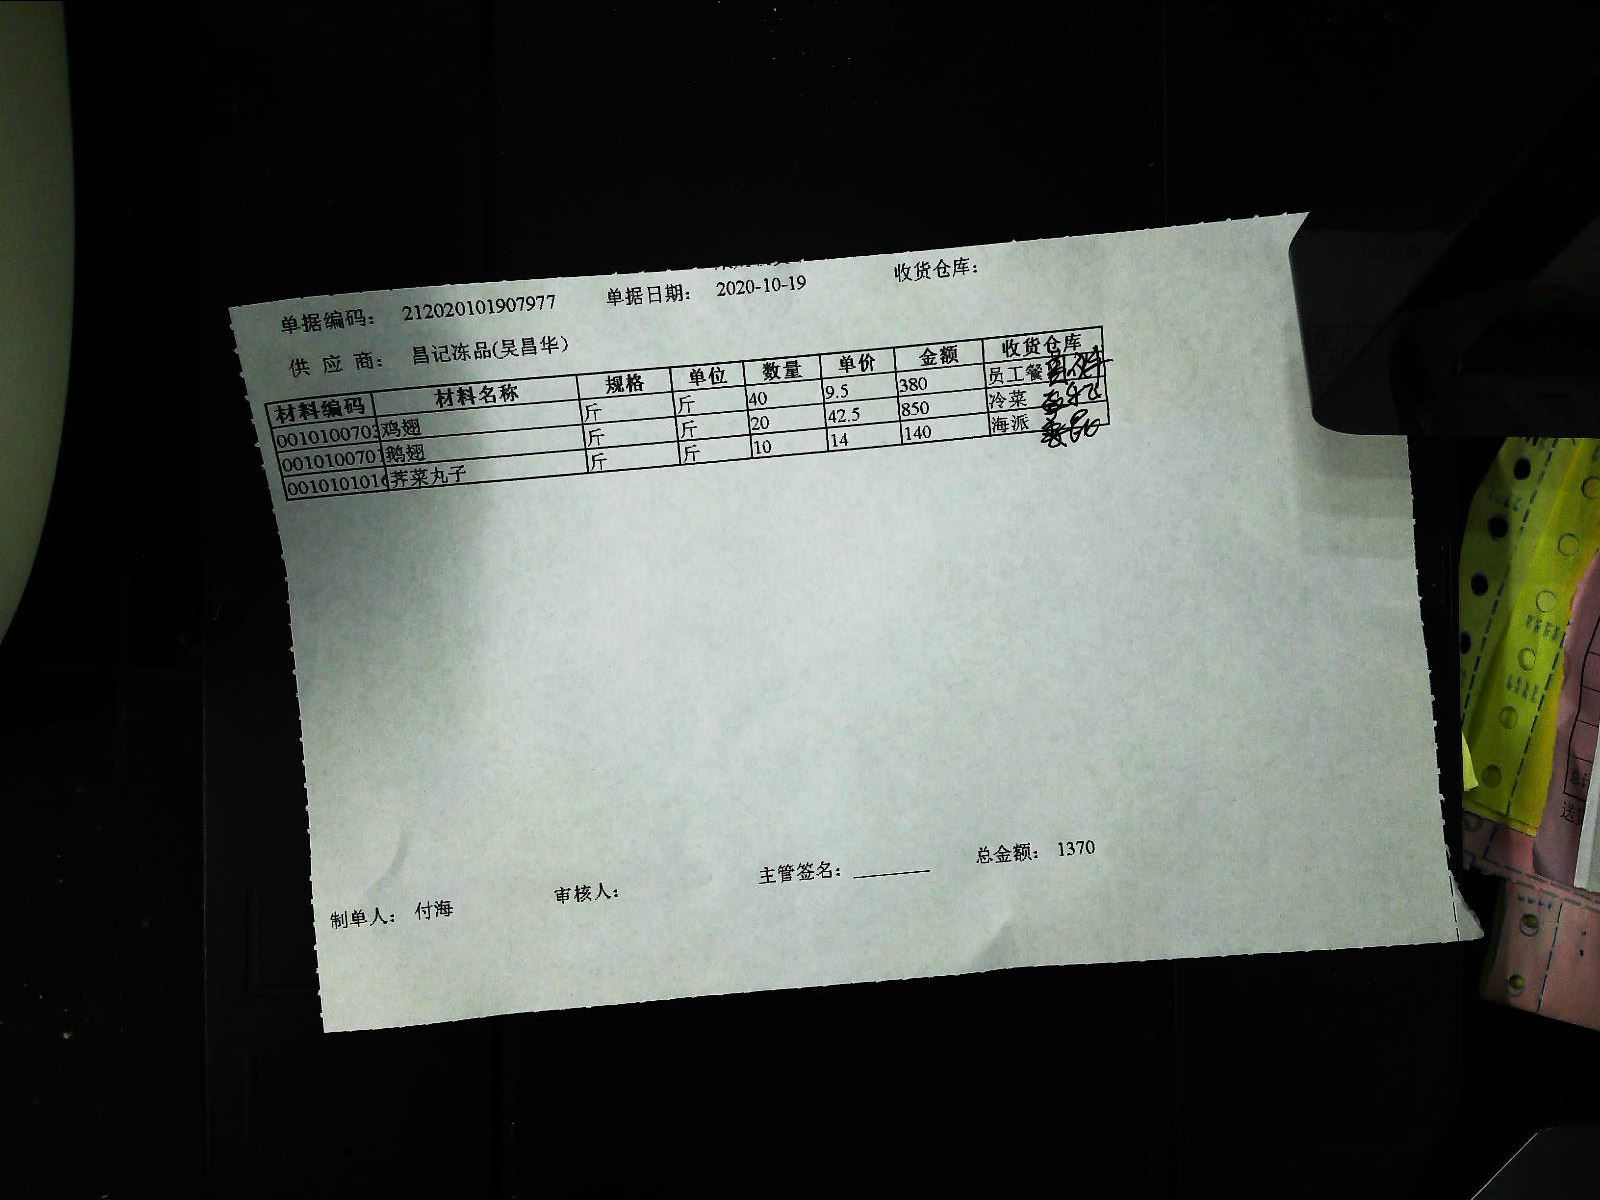 单据编码： 212020101907977 单据日期： 2020-10-19 收货仓库：
供 应 商： 昌记冻品(吴昌华）
材料编码 材料名称 规格 单位 数量 单价 金额 收货仓库
0010100703 鸡翅 斤 斤 40 9.5 380 员工餐
0010100701 鹅翅 斤 斤 20 42.5 850 冷菜
001010101 荠菜丸子 斤 斤 10 14 140 海派
制单人： 付海 审核人： 主管签名： ________ 总金额： 1370